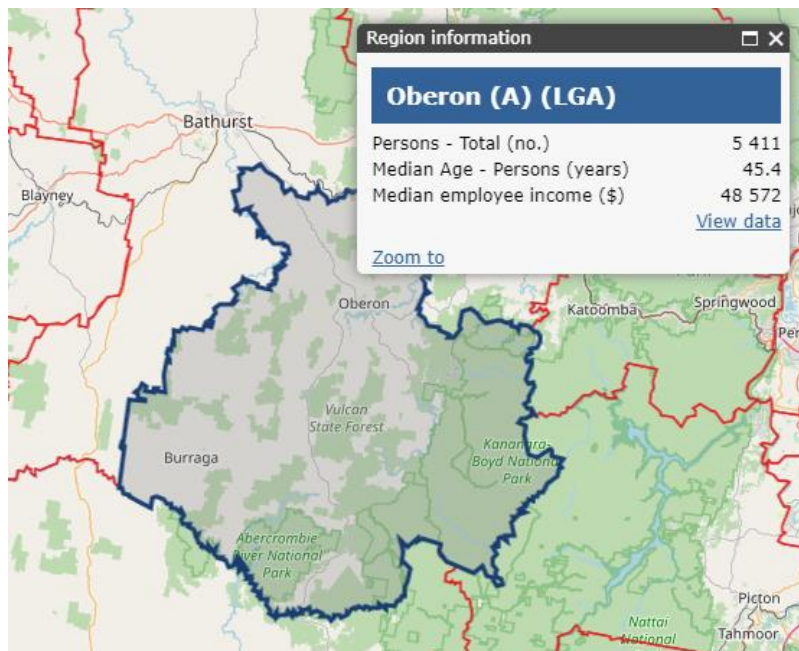 Region information
Oberon (A) (LGA)
Persons - Total (no.) 5 411
Median Age - Persons (years) 45.4
Median employee income ($) 48 572
View data
Zoom to
Bathurst
Blayney
Oberon
Katoomba
Springwood
Vulcan
State Forest
Burraga
Kanangra-
Boyd National
Park
Abercrombie
River National
Park
Picton
Nattai
National
Tahmoor